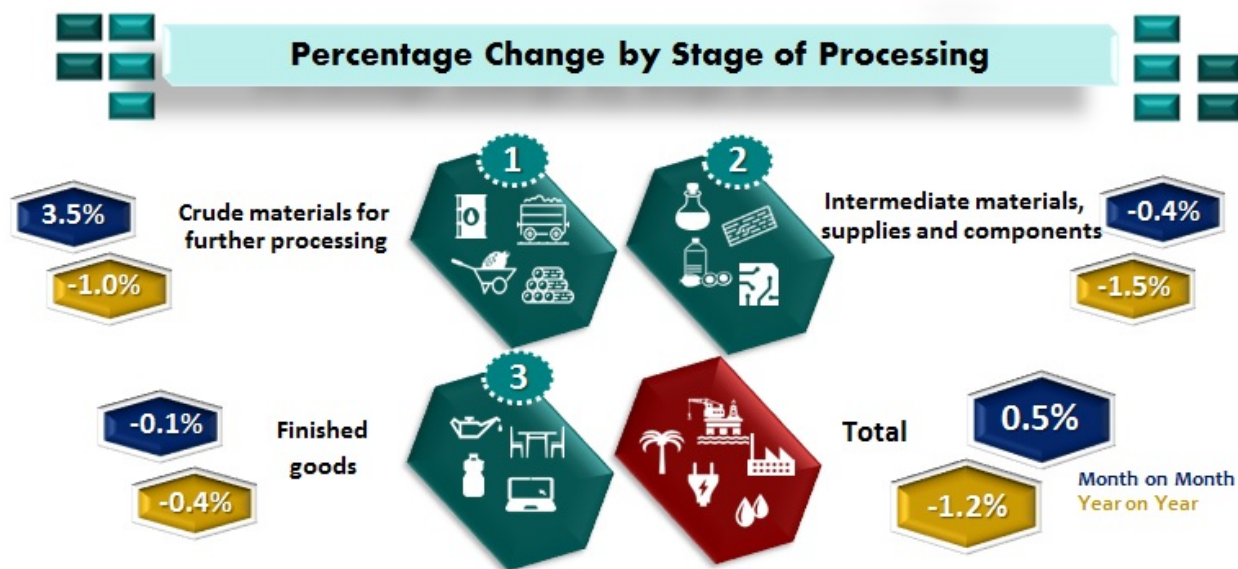 Percentage Change by Stage of Processing
1
2
3.5%
Crude materials for
further processing
-1.0%
Intermediate materials,
supplies and components
-0.4%
-1.5%
3
-0.1%
Finished
goods
-0.4%
Total
0.5%
-1.2%
Month on Month
Year on Year